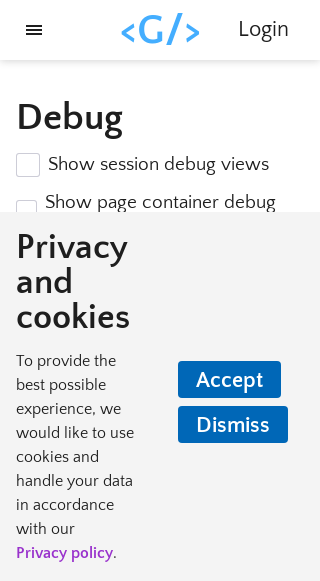 <G/>
Login
Debug
Show session debug views
Show page container debug
Privacy
and
cookies
To provide the
best possible
experience, we
would like to use
cookies and
handle your data
in accordance
with our
Privacy policy.
Accept
Dismiss